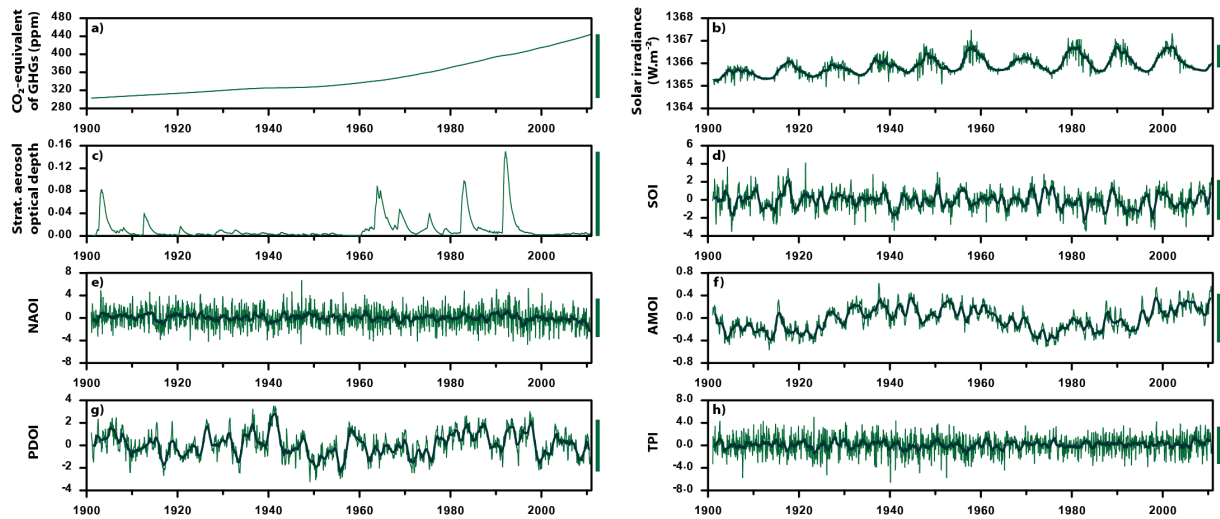 CO2-equivalent
of GHGs (ppm)
a)
480
440
400
360
320
280
1900 1920 1940 1960 1980 2000
Solar irradiance
(W.m-2)
b)
1368
1367
1366
1365
1364
1900 1920 1940 1960 1980 2000
Strat. aerosol
optical depth
c)
0.16
0.12
0.08
0.04
0.00
1900 1920 1940 1960 1980 2000
SOI
d)
6
4
2
0
-2
-4
1900 1920 1940 1960 1980 2000
NAOI
e)
8
4
0
-4
-8
1900 1920 1940 1960 1980 2000
AMOI
f)
0.8
0.4
0.0
-0.4
-0.8
1900 1920 1940 1960 1980 2000
PDOI
g)
4
2
0
-2
-4
1900 1920 1940 1960 1980 2000
TPI
h)
8.0
4.0
0.0
-4.0
-8.0
1900 1920 1940 1960 1980 2000